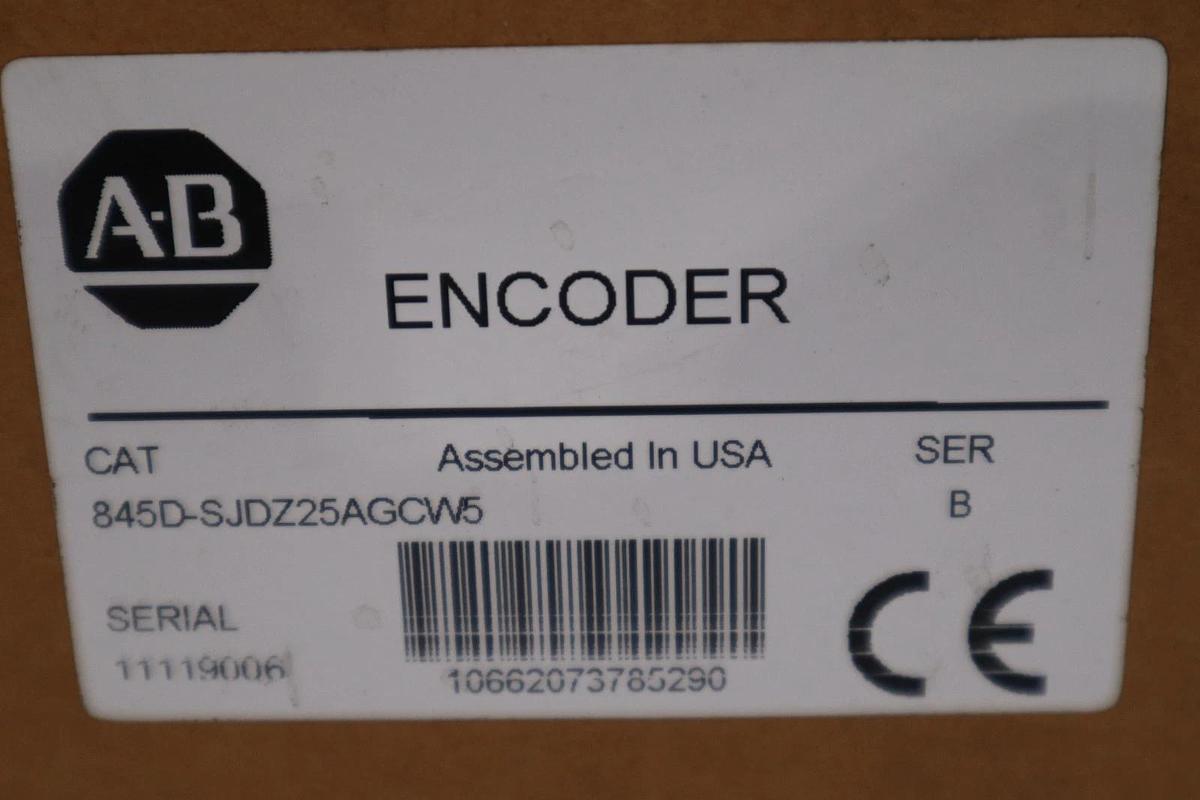 A-B
ENCODER
CAT Assembled In USA SER
845D-SJDZ25AGCW5 B
SERIAL
11119006
10662073785290
CE